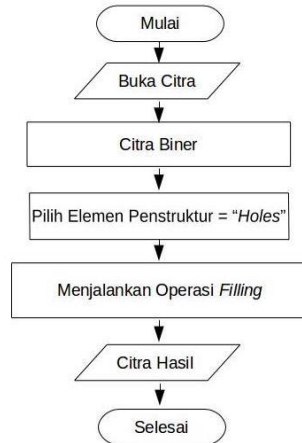 Mulai
Buka Citra
Citra Biner
Pilih Elemen Penstruktur = “Holes”
Menjalankan Operasi Filling
Citra Hasil
Selesai